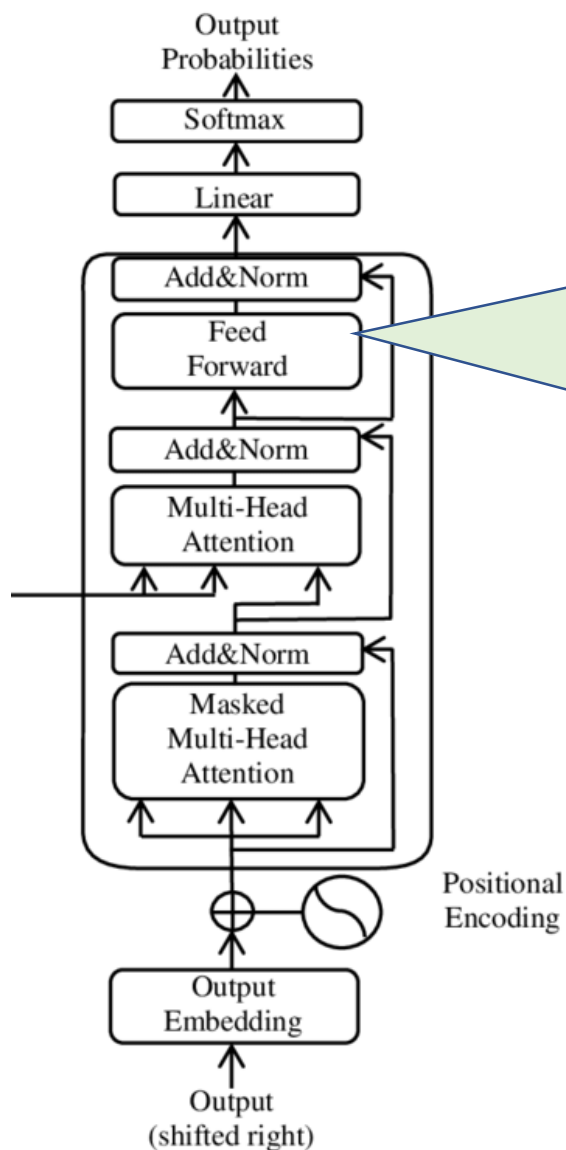 Output
Probabilities
Softmax
Linear
Add&Norm
Feed
Forward
Add&Norm
Multi-Head
Attention
Add&Norm
Masked
Multi-Head
Attention
Positional
Encoding
Output
Embedding
Output
(shifted right)